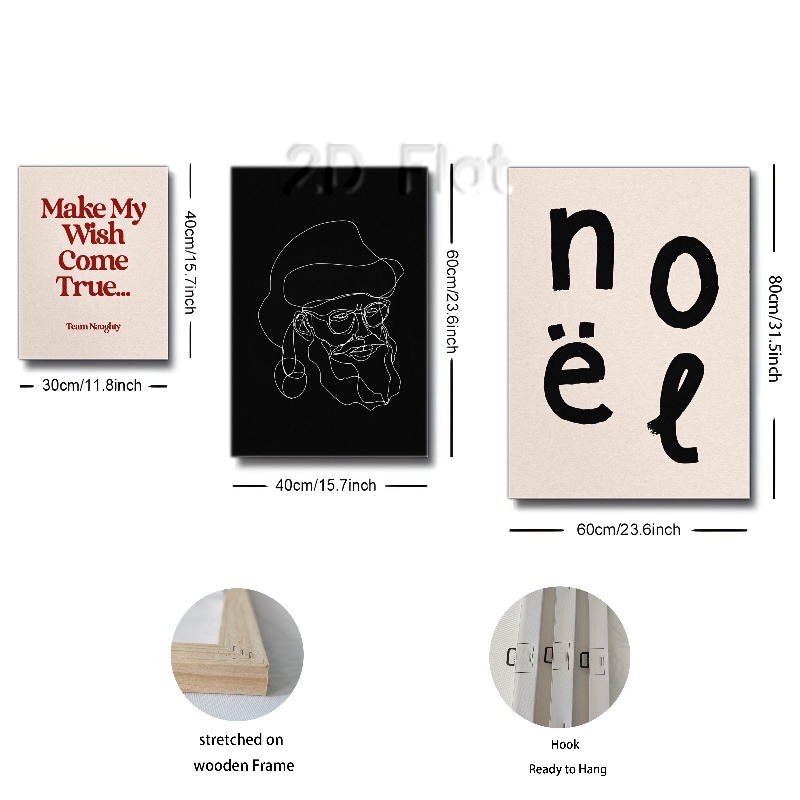 2D Flat
Make My
Wish
Come
True...
Team Naughty
40cm/15.7inch
30cm/11.8inch
60cm/23.6inch
40cm/15.7inch
n
o
ë
l
80cm/31.5inch
60cm/23.6inch
stretched on
wooden Frame
Hook
Ready to Hang